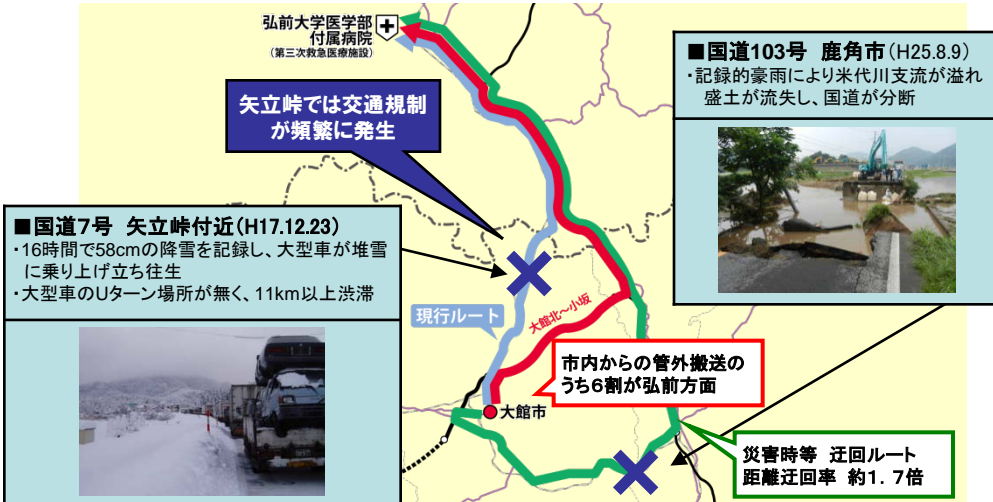 弘前大学医学部
付属病院
(第三次救急医療施設)
■国道103号 鹿角市(H25.8.9)
・記録的豪雨により米代川支流が溢れ
盛土が流失し、国道が分断
矢立峠では交通規制
が頻繁に発生
■国道7号 矢立峠付近(H17.12.23)
・16時間で58cmの降雪を記録し、大型車が堆雪
に乗り上げ立ち往生
・大型車のUターン場所が無く、11km以上渋滞
現行ルート
大館北～小坂
市内からの管外搬送の
うち6割が弘前方面
大館市
災害時等 迂回ルート
距離迂回率 約1.7倍